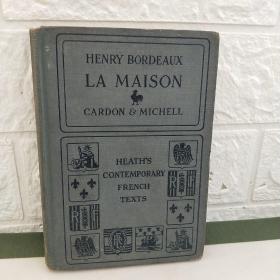 HENRY BORDEAUX
LA MAISON
CARDON & MICHELL
HEATH'S
CONTEMPORARY
FRENCH
TEXTS